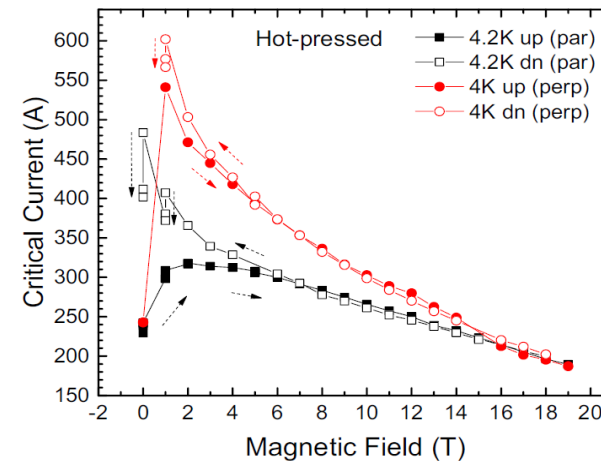 Hot-pressed
4.2K up (par)
4.2K dn (par)
4K up (perp)
4K dn (perp)
Critical Current (A)
600
550
500
450
400
350
300
250
200
150
-2 0 2 4 6 8 10 12 14 16 18 20
Magnetic Field (T)